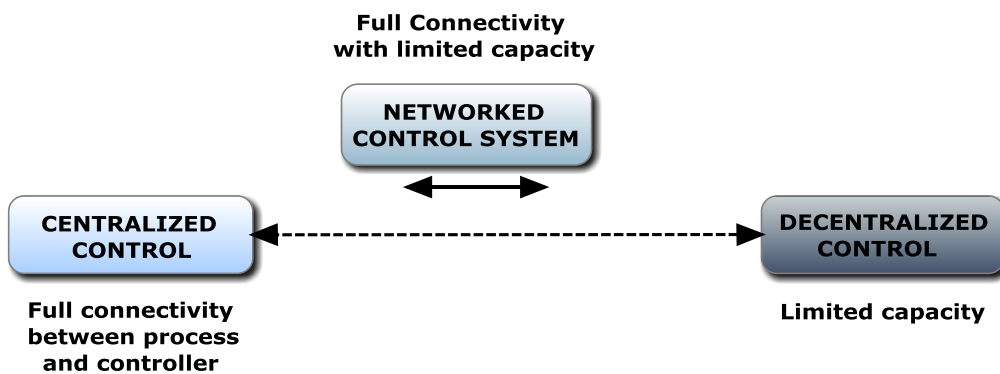 Full Connectivity
with limited capacity
NETWORKED
CONTROL SYSTEM
CENTRALIZED
CONTROL
DECENTRALIZED
CONTROL
Full connectivity
between process
and controller
Limited capacity